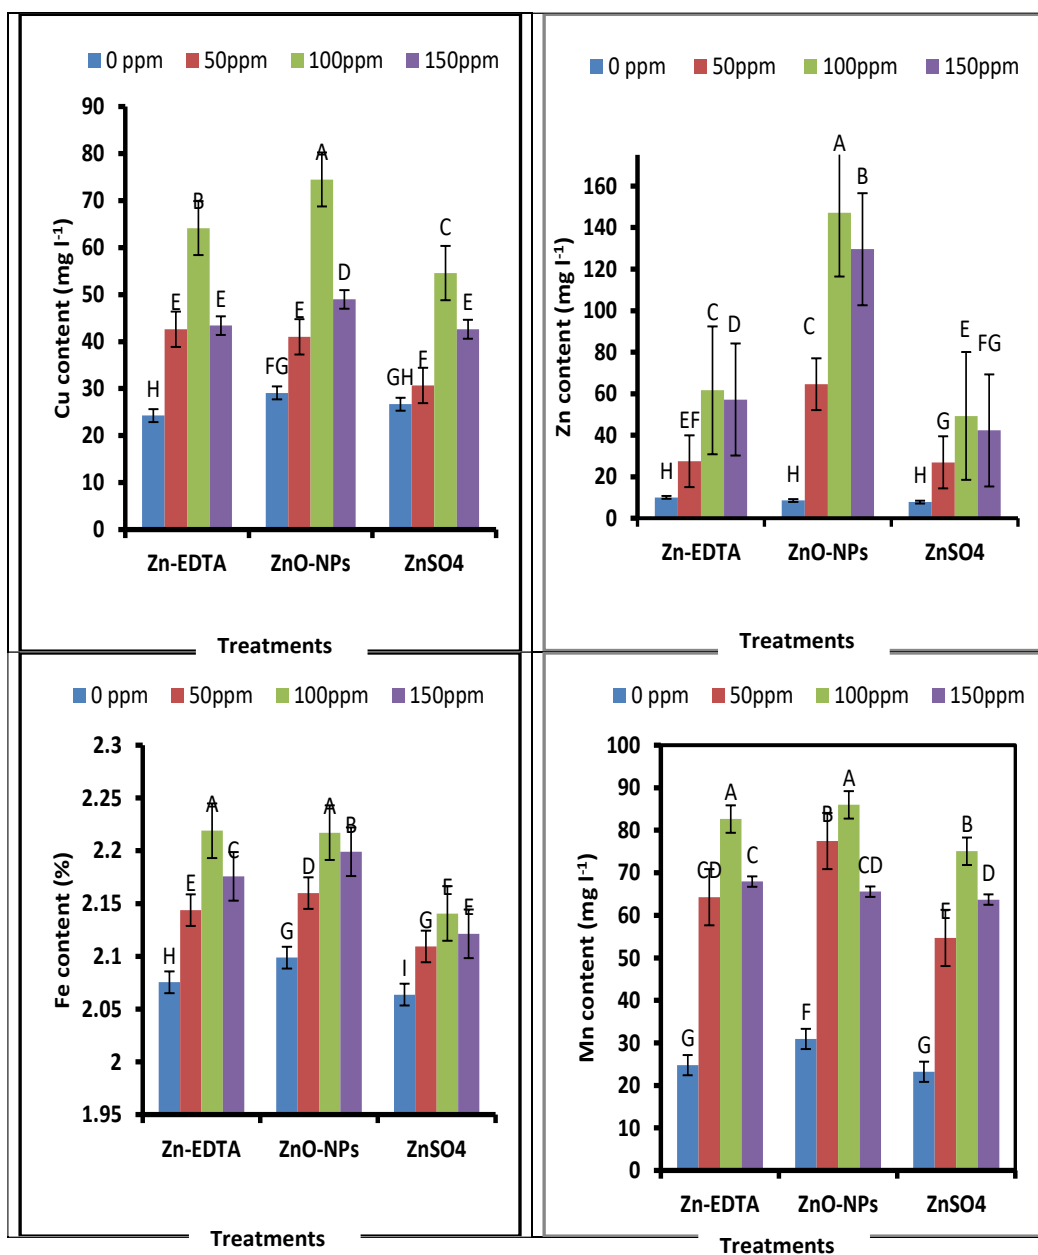 0 ppm 50ppm 100ppm 150ppm
90
80
70
60
50
40
30
20
10
0
Cu content (mg l-1)
H E B E
FG E A D
GH F C E
Zn-EDTA ZnO-NPs ZnSO4
Treatments
0 ppm 50ppm 100ppm 150ppm
160
140
120
100
80
60
40
20
0
Zn content (mg l-1)
H EF C D
H C A B
H G E FG
Zn-EDTA ZnO-NPs ZnSO4
Treatments
0 ppm 50ppm 100ppm 150ppm
2.3
2.25
2.2
2.15
2.1
2.05
2
1.95
Fe content (%)
H E A C
G D A B
I G E F
Zn-EDTA ZnO-NPs ZnSO4
Treatments
0 ppm 50ppm 100ppm 150ppm
100
90
80
70
60
50
40
30
20
10
0
Mn content (mg l-1)
G CD A C
F B A CD
G E B D
Zn-EDTA ZnO-NPs ZnSO4
Treatments